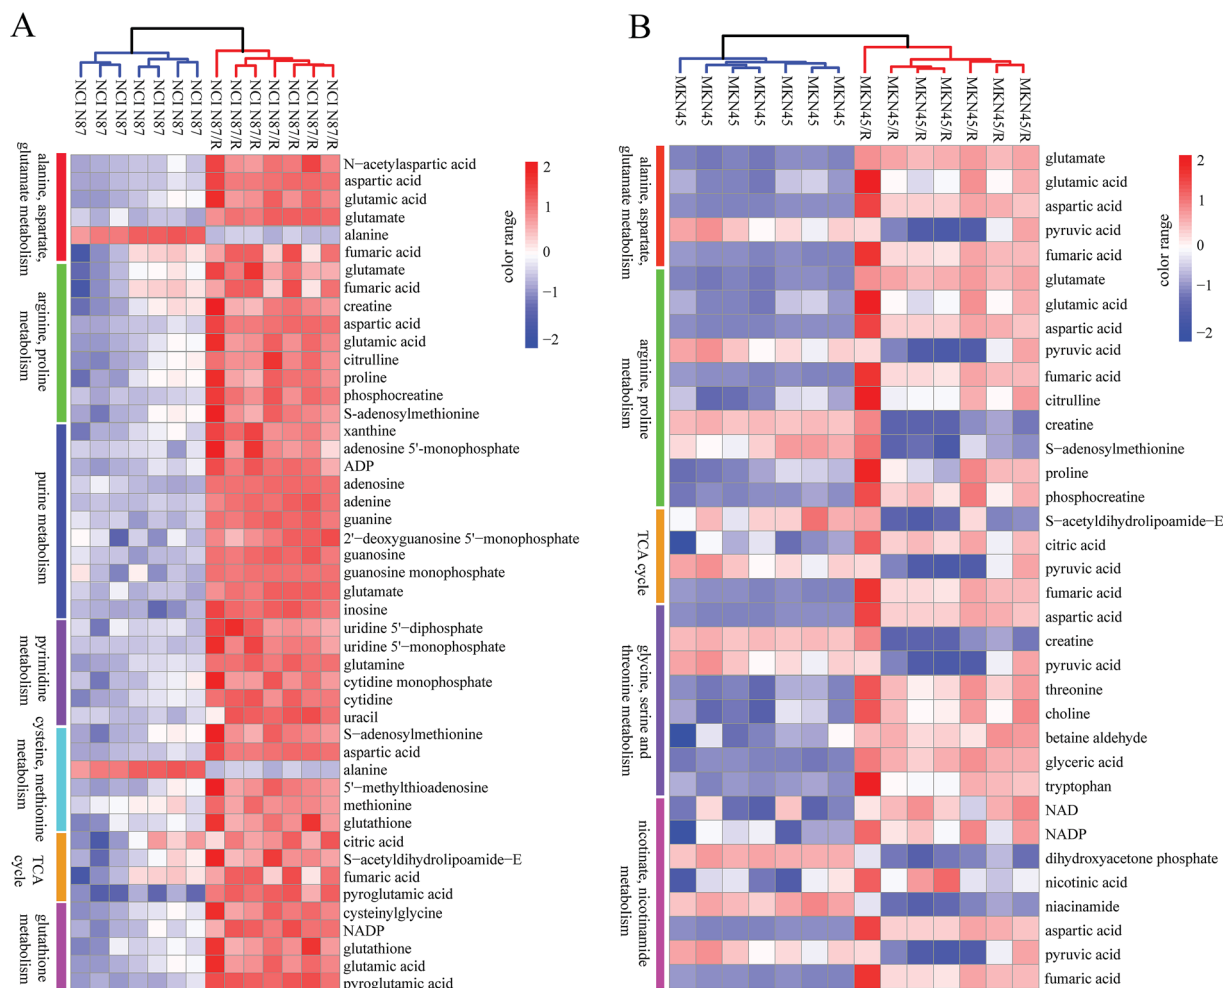 A
NCI N87
NCI N87
NCI N87
NCI N87
NCI N87
NCI N87
NCI N87
NCI N87/R
NCI N87/R
NCI N87/R
NCI N87/R
NCI N87/R
NCI N87/R
NCI N87/R
alanine, aspartate,
glutamate metabolism
N−acetylaspartic acid
aspartic acid
glutamic acid
glutamate
alanine
fumaric acid
arginine, proline
metabolism
glutamate
fumaric acid
creatine
aspartic acid
glutamic acid
citrulline
proline
phosphocreatine
S-adenosylmethionine
purine metabolism
xanthine
adenosine 5'-monophosphate
ADP
adenosine
adenine
guanine
2'−deoxyguanosine 5'−monophosphate
guanosine
guanosine monophosphate
glutamate
inosine
pyrimidine
metabolism
uridine 5'−diphosphate
uridine 5'−monophosphate
glutamine
cytidine monophosphate
cytidine
uracil
cysteine, methionine
metabolism
S−adenosylmethionine
aspartic acid
alanine
5'−methylthioadenosine
methionine
glutathione
TCA
cycle
citric acid
S−acetyldihydrolipoamide−E
fumaric acid
pyroglutamic acid
glutathione
metabolism
cysteinylglycine
NADP
glutathione
glutamic acid
pyroglutamic acid
color range
2
1
0
−1
−2
B
MKN45
MKN45
MKN45
MKN45
MKN45
MKN45
MKN45
MKN45/R
MKN45/R
MKN45/R
MKN45/R
MKN45/R
MKN45/R
MKN45/R
alanine, aspartate,
glutamate metabolism
glutamate
glutamic acid
aspartic acid
pyruvic acid
fumaric acid
arginine, proline
metabolism
glutamate
glutamic acid
aspartic acid
pyruvic acid
fumaric acid
citrulline
creatine
S−adenosylmethionine
proline
phosphocreatine
TCA cycle
S−acetyldihydrolipoamide−E
citric acid
pyruvic acid
fumaric acid
glycine, serine and
threonine metabolism
aspartic acid
creatine
pyruvic acid
threonine
choline
betaine aldehyde
glyceric acid
tryptophan
nicotinate, nicotinamide
metabolism
NAD
NADP
dihydroxyacetone phosphate
nicotinic acid
niacinamide
aspartic acid
pyruvic acid
fumaric acid
color range
2
1
0
−1
−2